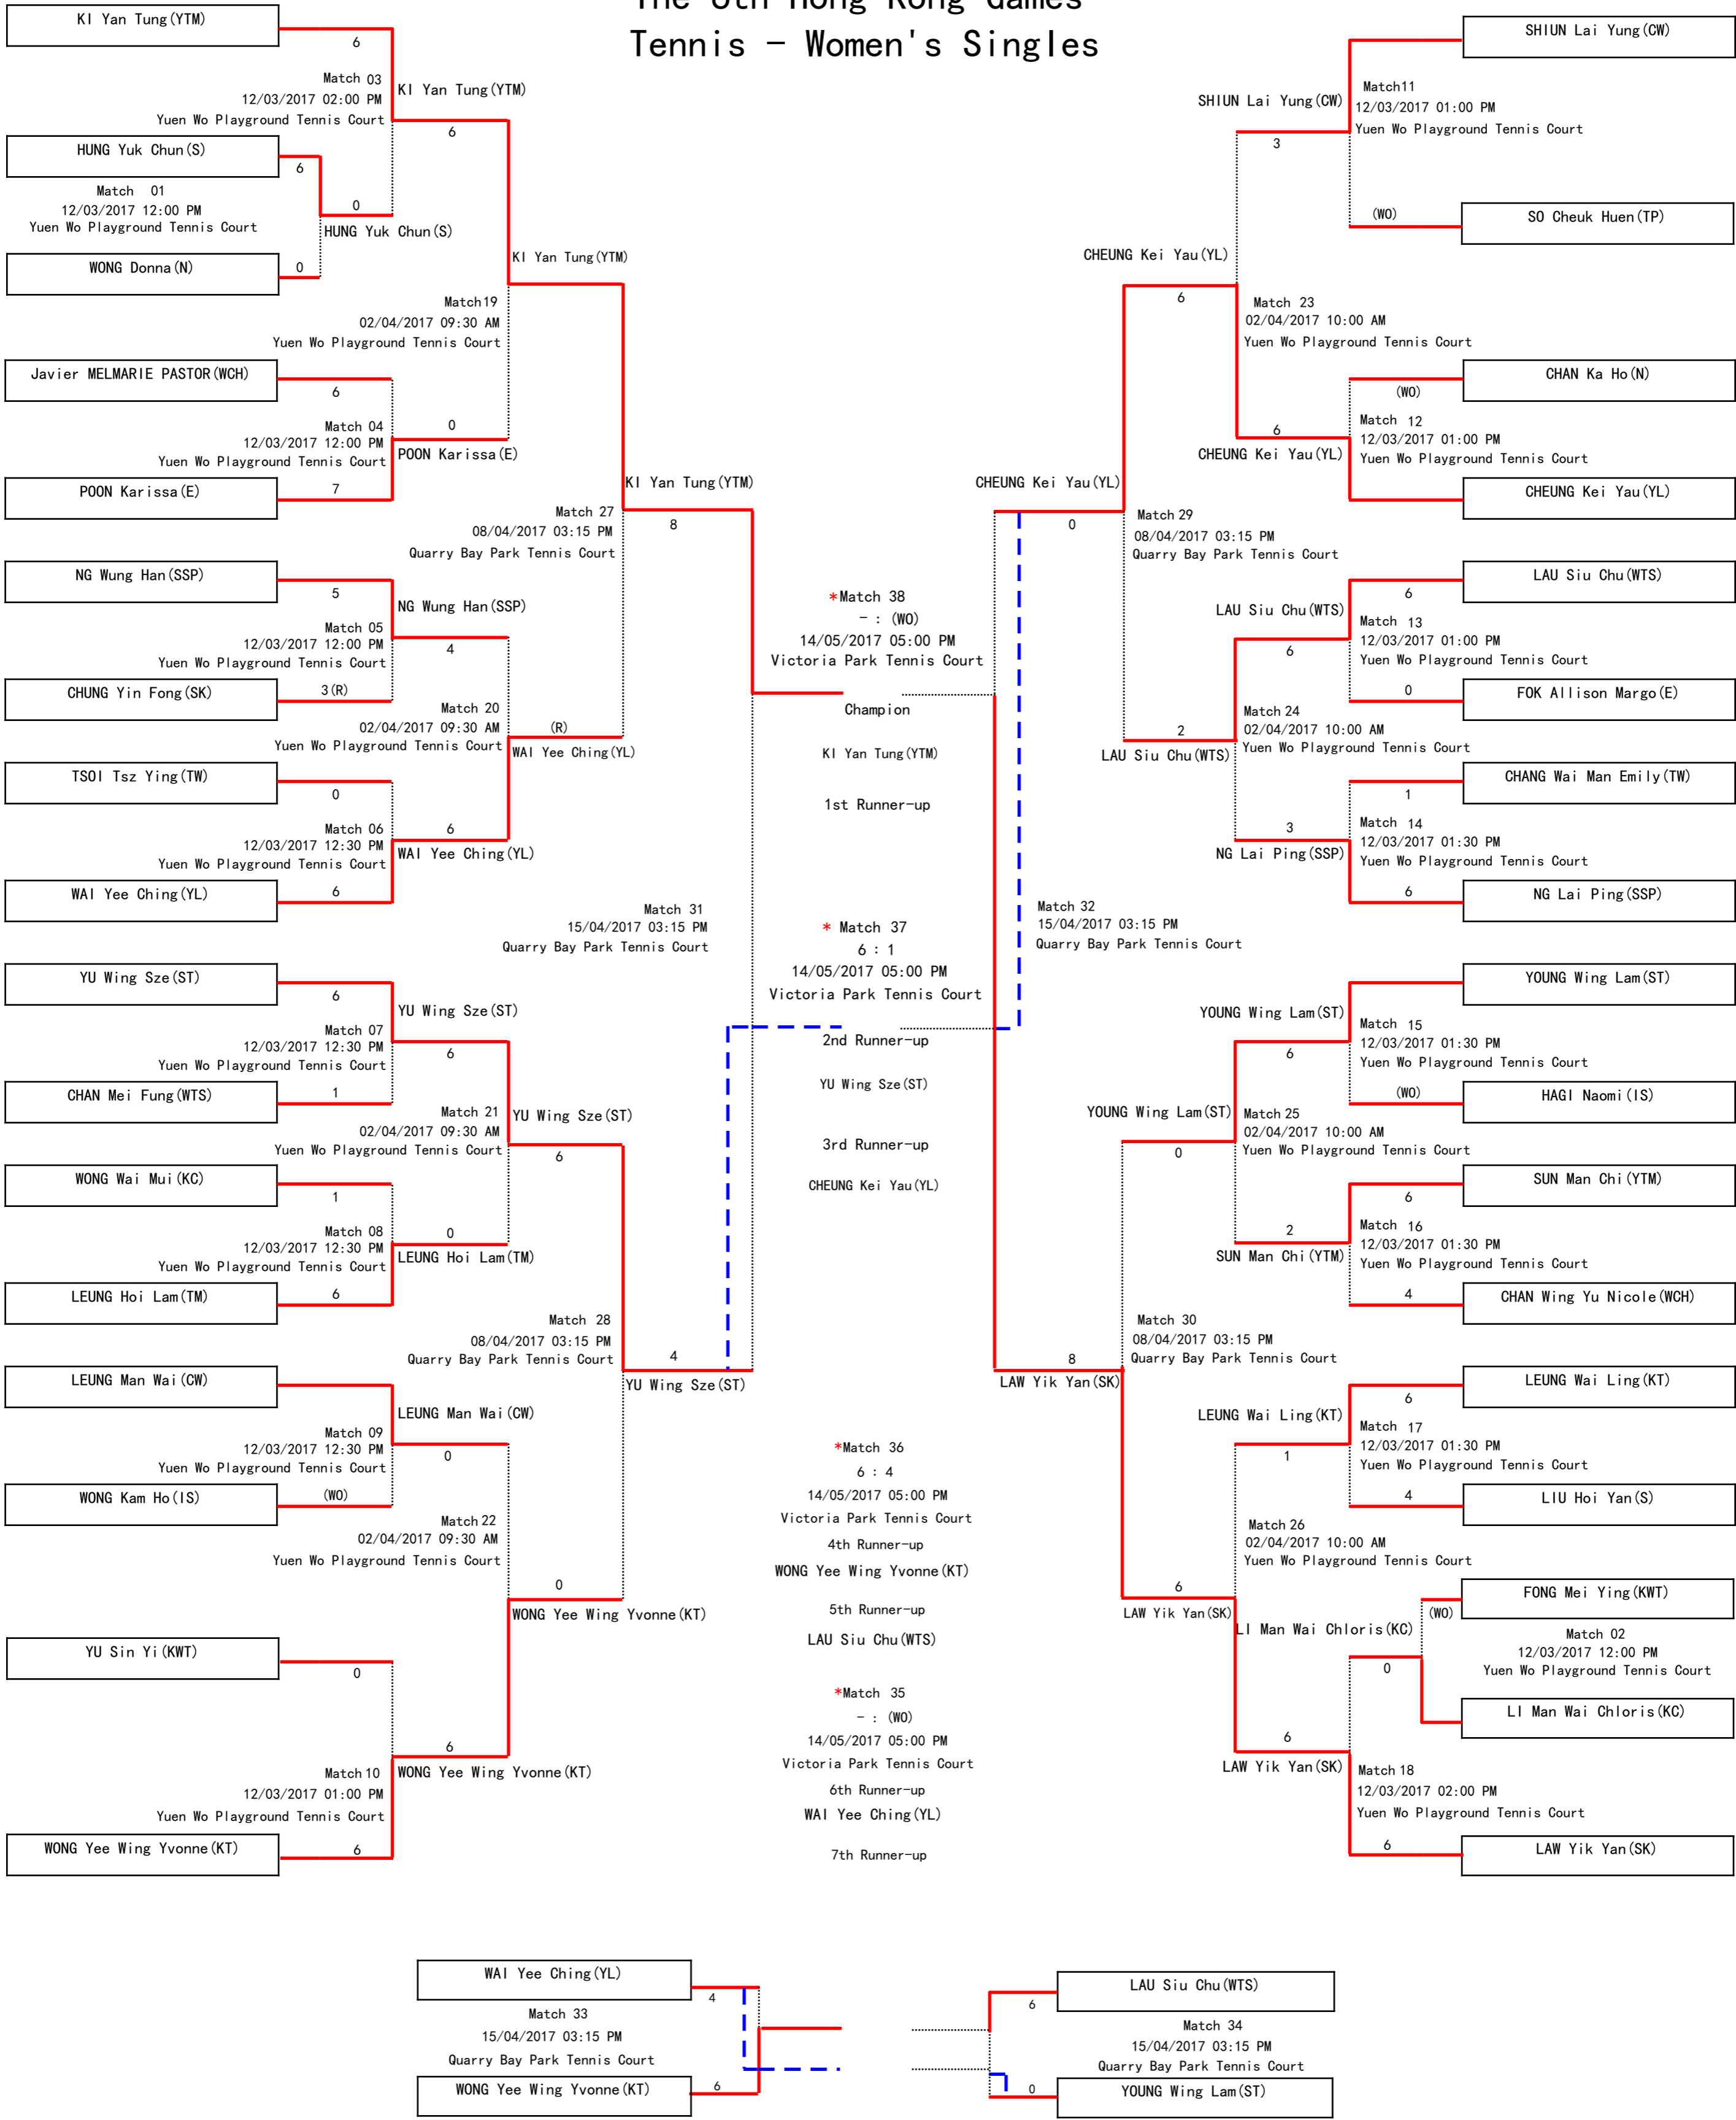 The 6th Hong Kong Games
Tennis - Women's Singles
KI Yan Tung(YTM)
6
Match 03
12/03/2017 02:00 PM
Yuen Wo Playground Tennis Court
KI Yan Tung(YTM)
6
HUNG Yuk Chun(S)
6
Match 01
12/03/2017 12:00 PM
Yuen Wo Playground Tennis Court
0
HUNG Yuk Chun(S)
WONG Donna(N)
0
KI Yan Tung(YTM)
Match19
02/04/2017 09:30 AM
Yuen Wo Playground Tennis Court
Javier MELMARIE PASTOR(WCH)
6
Match 04
12/03/2017 12:00 PM
Yuen Wo Playground Tennis Court
0
POON Karissa(E)
POON Karissa(E)
7
KI Yan Tung(YTM)
8
Match 27
08/04/2017 03:15 PM
Quarry Bay Park Tennis Court
NG Wung Han(SSP)
5
NG Wung Han(SSP)
4
Match 05
12/03/2017 12:00 PM
Yuen Wo Playground Tennis Court
CHUNG Yin Fong(SK)
3(R)
Match 20
02/04/2017 09:30 AM
Yuen Wo Playground Tennis Court
(R)
WAI Yee Ching(YL)
TSOI Tsz Ying(TW)
0
Match 06
12/03/2017 12:30 PM
Yuen Wo Playground Tennis Court
6
WAI Yee Ching(YL)
WAI Yee Ching(YL)
6
Match 31
15/04/2017 03:15 PM
Quarry Bay Park Tennis Court
YU Wing Sze(ST)
6
YU Wing Sze(ST)
6
Match 07
12/03/2017 12:30 PM
Yuen Wo Playground Tennis Court
CHAN Mei Fung(WTS)
1
Match 21
02/04/2017 09:30 AM
Yuen Wo Playground Tennis Court
YU Wing Sze(ST)
6
WONG Wai Mui(KC)
1
Match 08
12/03/2017 12:30 PM
Yuen Wo Playground Tennis Court
0
LEUNG Hoi Lam(TM)
LEUNG Hoi Lam(TM)
6
Match 28
08/04/2017 03:15 PM
Quarry Bay Park Tennis Court
4
YU Wing Sze(ST)
LEUNG Man Wai(CW)
LEUNG Man Wai(CW)
0
Match 09
12/03/2017 12:30 PM
Yuen Wo Playground Tennis Court
WONG Kam Ho(IS)
(WO)
Match22
02/04/2017 09:30 AM
Yuen Wo Playground Tennis Court
0
WONG Yee Wing Yvonne(KT)
YU Sin Yi(KWT)
0
6
WONG Yee Wing Yvonne(KT)
Match10
12/03/2017 01:00 PM
Yuen Wo Playground Tennis Court
WONG Yee Wing Yvonne(KT)
6
*Match 38
- : (WO)
14/05/2017 05:00 PM
Victoria Park Tennis Court
Champion
KI Yan Tung(YTM)
1st Runner-up
* Match 37
6 : 1
14/05/2017 05:00 PM
Victoria Park Tennis Court
2nd Runner-up
YU Wing Sze(ST)
3rd Runner-up
CHEUNG Kei Yau(YL)
*Match 36
6 : 4
14/05/2017 05:00 PM
Victoria Park Tennis Court
4th Runner-up
WONG Yee Wing Yvonne(KT)
5th Runner-up
LAU Siu Chu(WTS)
*Match 35
- : (WO)
14/05/2017 05:00 PM
Victoria Park Tennis Court
6th Runner-up
WAI Yee Ching(YL)
7th Runner-up
SHIUN Lai Yung(CW)
SHIUN Lai Yung(CW)
3
Match11
12/03/2017 01:00 PM
Yuen Wo Playground Tennis Court
(WO)
SO Cheuk Huen(TP)
CHEUNG Kei Yau(YL)
6
Match 23
02/04/2017 10:00 AM
Yuen Wo Playground Tennis Court
CHAN Ka Ho(N)
(WO)
Match 12
12/03/2017 01:00 PM
Yuen Wo Playground Tennis Court
6
CHEUNG Kei Yau(YL)
CHEUNG Kei Yau(YL)
CHEUNG Kei Yau(YL)
0
Match 29
08/04/2017 03:15 PM
Quarry Bay Park Tennis Court
LAU Siu Chu(WTS)
6
LAU Siu Chu(WTS)
6
Match 13
12/03/2017 01:00 PM
Yuen Wo Playground Tennis Court
0
FOK Allison Margo(E)
2
LAU Siu Chu(WTS)
Match 24
02/04/2017 10:00 AM
Yuen Wo Playground Tennis Court
CHANG Wai Man Emily(TW)
1
Match 14
12/03/2017 01:30 PM
Yuen Wo Playground Tennis Court
3
NG Lai Ping(SSP)
6
NG Lai Ping(SSP)
Match 32
15/04/2017 03:15 PM
Quarry Bay Park Tennis Court
YOUNG Wing Lam(ST)
YOUNG Wing Lam(ST)
6
Match 15
12/03/2017 01:30 PM
Yuen Wo Playground Tennis Court
(WO)
HAGI Naomi(IS)
YOUNG Wing Lam(ST)
0
Match 25
02/04/2017 10:00 AM
Yuen Wo Playground Tennis Court
SUN Man Chi(YTM)
6
2
SUN Man Chi(YTM)
Match 16
12/03/2017 01:30 PM
Yuen Wo Playground Tennis Court
4
CHAN Wing Yu Nicole(WCH)
Match 30
08/04/2017 03:15 PM
Quarry Bay Park Tennis Court
8
LAW Yik Yan(SK)
LEUNG Wai Ling(KT)
6
LEUNG Wai Ling(KT)
1
Match 17
12/03/2017 01:30 PM
Yuen Wo Playground Tennis Court
4
LIU Hoi Yan(S)
Match 26
02/04/2017 10:00 AM
Yuen Wo Playground Tennis Court
6
LAW Yik Yan(SK)
FONG Mei Ying(KWT)
(WO)
LI Man Wai Chloris(KC)
0
Match 02
12/03/2017 12:00 PM
Yuen Wo Playground Tennis Court
LI Man Wai Chloris(KC)
6
LAW Yik Yan(SK)
Match 18
12/03/2017 02:00 PM
Yuen Wo Playground Tennis Court
6
LAW Yik Yan(SK)
WAI Yee Ching(YL)
4
Match 33
15/04/2017 03:15 PM
Quarry Bay Park Tennis Court
WONG Yee Wing Yvonne(KT)
6
LAU Siu Chu(WTS)
6
Match 34
15/04/2017 03:15 PM
Quarry Bay Park Tennis Court
0
YOUNG Wing Lam(ST)